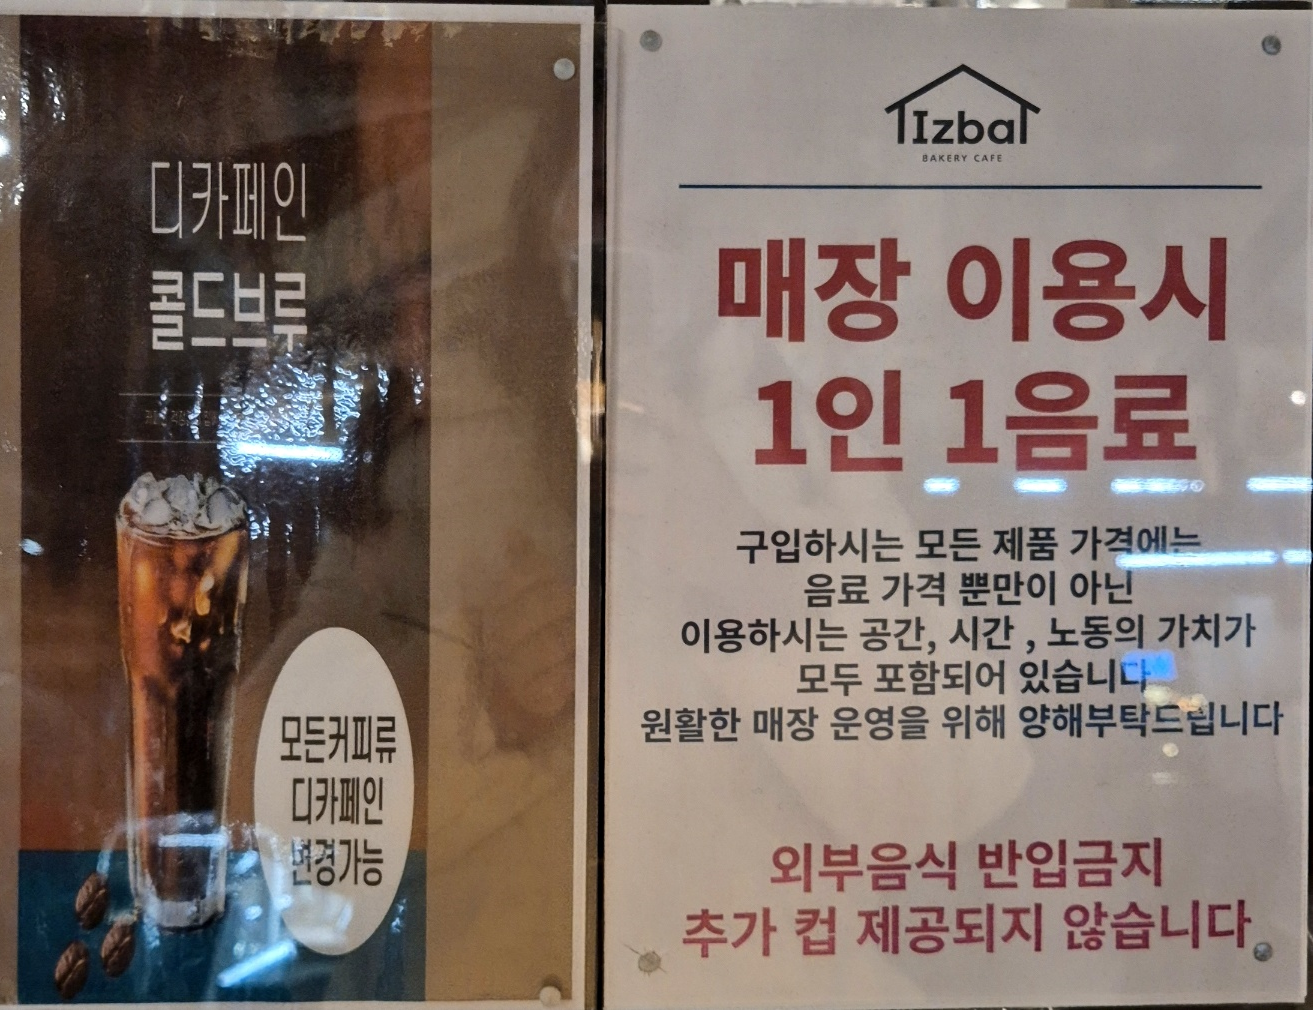 디카페인
콜드브루
모든커피류
디카페인
변경가능
Izba
BAKERY CAFE
매장 이용시
1인 1음료
구입하시는 모든 제품 가격에는
음료 가격 뿐만이 아닌
이용하시는 공간, 시간 , 노동의 가치가
모두 포함되어 있습니다
원활한 매장 운영을 위해 양해부탁드립니다
외부음식 반입금지
추가 컵 제공되지 않습니다